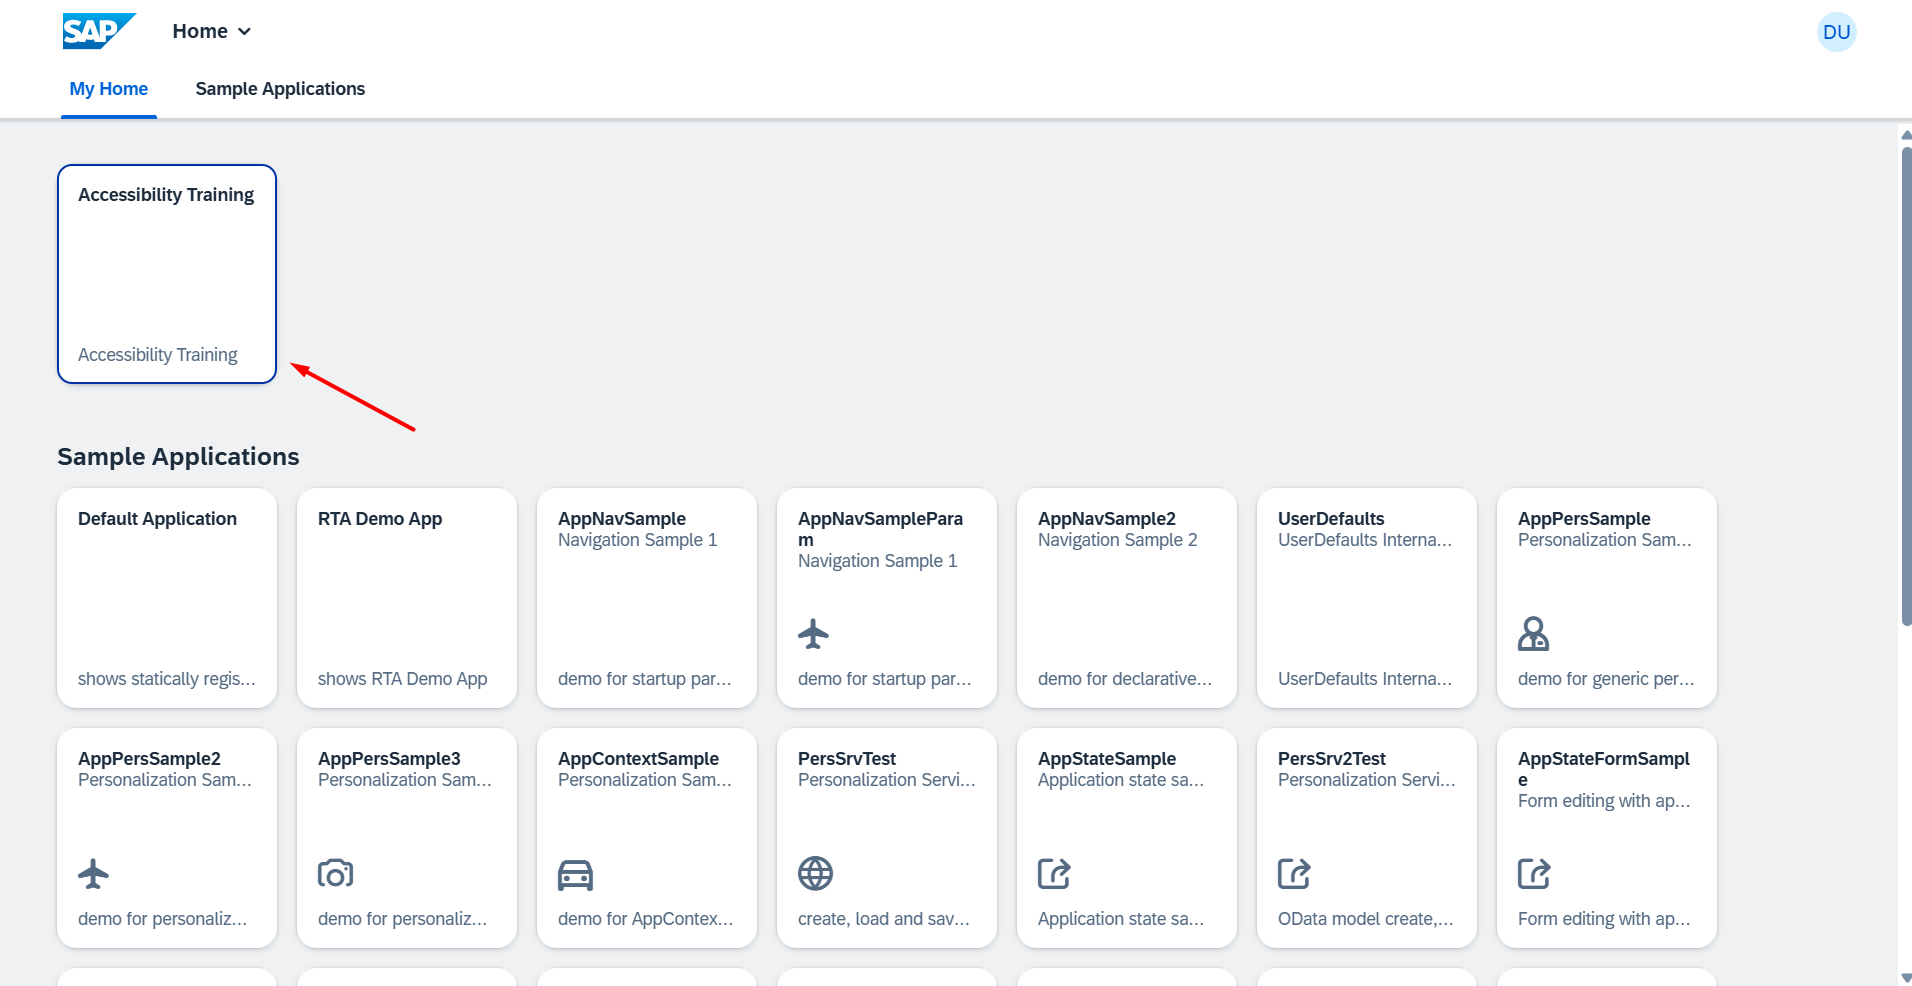 SAP
Home
DU
My Home
Sample Applications
Accessibility Training
Accessibility Training
Sample Applications
Default Application
shows statically regis...
RTA Demo App
shows RTA Demo App
AppNavSample
Navigation Sample 1
demo for startup par...
AppNavSamplePara
m
Navigation Sample 1
demo for startup par...
AppNavSample2
Navigation Sample 2
demo for declarative...
UserDefaults
UserDefaults Interna...
UserDefaults Interna...
AppPersSample
Personalization Sam...
demo for generic per...
AppPersSample2
Personalization Sam...
demo for personaliz...
AppPersSample3
Personalization Sam...
demo for personaliz...
AppContextSample
Personalization Sam...
demo for AppContex...
PersSrvTest
Personalization Servi...
create, load and sav...
AppStateSample
Application state sa...
Application state sa...
PersSrv2Test
Personalization Servi...
OData model create,...
AppStateFormSampl
e
Form editing with ap...
Form editing with ap...